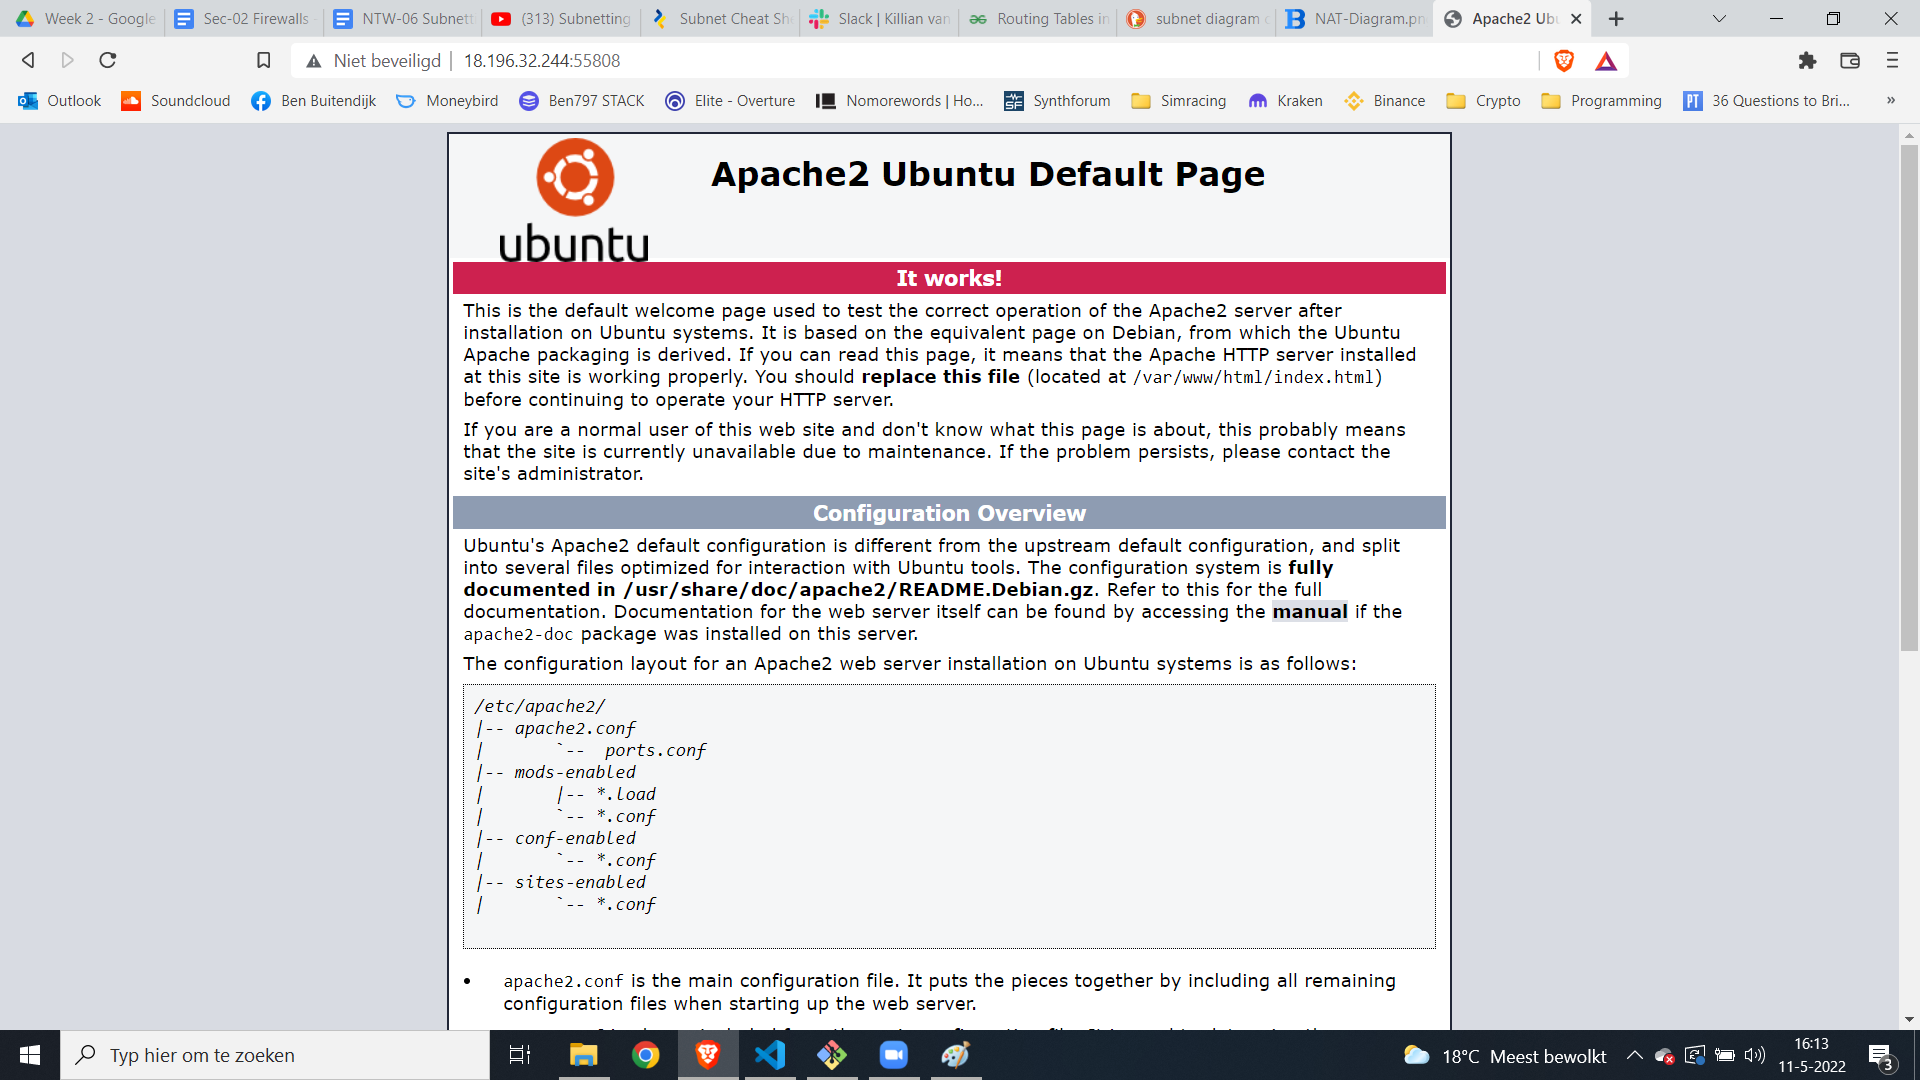 Week 2 - Google
Sec-02 Firewalls
NTW-06 Subnett
(313) Subnetting
Subnet Cheat She
Slack | Killian van
Routing Tables in
subnet diagram c
NAT-Diagram.pn
Apache2 Ubu
Niet beveiligd
18.196.32.244:55808
Outlook
Soundcloud
Ben Buitendijk
Moneybird
Ben797 STACK
Elite - Overture
Nomorewords | Ho...
Synthforum
Simracing
Kraken
Binance
Crypto
Programming
PT
36 Questions to Bri...
»
ubuntu
Apache2 Ubuntu Default Page
It works!
This is the default welcome page used to test the correct operation of the Apache2 server after
installation on Ubuntu systems. It is based on the equivalent page on Debian, from which the Ubuntu
Apache packaging is derived. If you can read this page, it means that the Apache HTTP server installed
at this site is working properly. You should replace this file (located at /var/www/html/index.html)
before continuing to operate your HTTP server.
If you are a normal user of this web site and don't know what this page is about, this probably means
that the site is currently unavailable due to maintenance. If the problem persists, please contact the
site's administrator.
Configuration Overview
Ubuntu's Apache2 default configuration is different from the upstream default configuration, and split
into several files optimized for interaction with Ubuntu tools. The configuration system is fully
documented in /usr/share/doc/apache2/README.Debian.gz. Refer to this for the full
documentation. Documentation for the web server itself can be found by accessing the manual if the
apache2-doc package was installed on this server.
The configuration layout for an Apache2 web server installation on Ubuntu systems is as follows:
/etc/apache2/
|-- apache2.conf
|       `--  ports.conf
|-- mods-enabled
|       |-- *.load
|       `-- *.conf
|-- conf-enabled
|       `-- *.conf
|-- sites-enabled
|       `-- *.conf
• apache2.conf is the main configuration file. It puts the pieces together by including all remaining
configuration files when starting up the web server.
Typ hier om te zoeken
18°C Meest bewolkt
16:13
11-5-2022
3